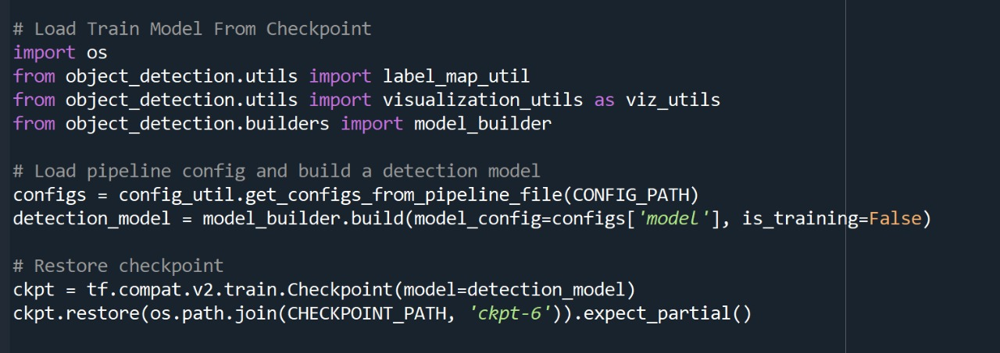 # Load Train Model From Checkpoint
import os
from object_detection.utils import label_map_util
from object_detection.utils import visualization_utils as viz_utils
from object_detection.builders import model_builder
# Load pipeline config and build a detection model
configs = config_util.get_configs_from_pipeline_file(CONFIG_PATH)
detection_model = model_builder.build(model_config=configs['model'], is_training=False)
# Restore checkpoint
ckpt = tf.compat.v2.train.Checkpoint(model=detection_model)
ckpt.restore(os.path.join(CHECKPOINT_PATH, 'ckpt-6')).expect_partial()